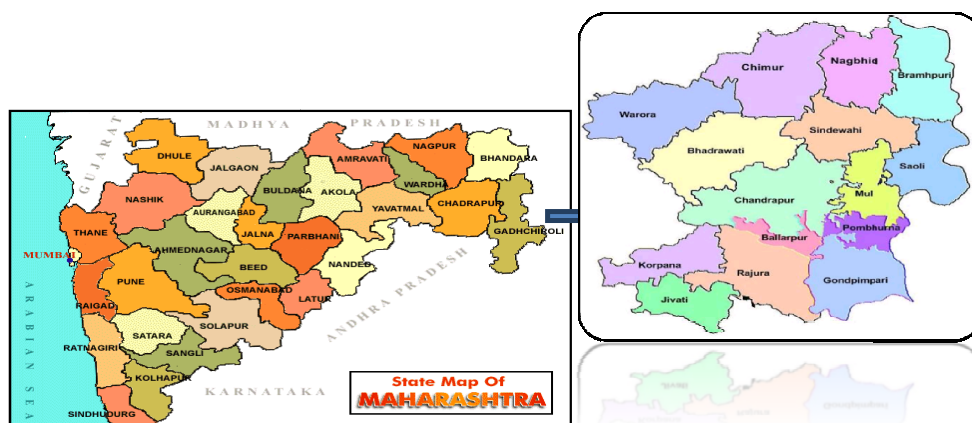 GUJARAT
MADHYA PRADESH
DHULE
JALGAON
NASHIK
BULDANA
AKOLA
AMRAVATI
NAGPUR
WARDHA
BHANDARA
YAVATMAL
CHADRAPUR
GADHCHIROLI
AURANGABAD
JALNA
PARBHANI
THANE
MUMBAI
AHMEDNAGAR
BEED
NANDED
PUNE
RAIGAD
OSMANABAD
LATUR
SOLAPUR
SATARA
RATNAGIRI
SANGLI
KOLHAPUR
SINDHUDURG
ARABIAN SEA
ANDHRA PRADESH
KARNATAKA
State Map Of
MAHARASHTRA
Chimur
Nagbhid
Bramhpuri
Warora
Sindewahi
Bhadrawati
Saoli
Chandrapur
Mul
Pombhurna
Ballarpur
Korpana
Rajura
Gondpimpari
Jivati